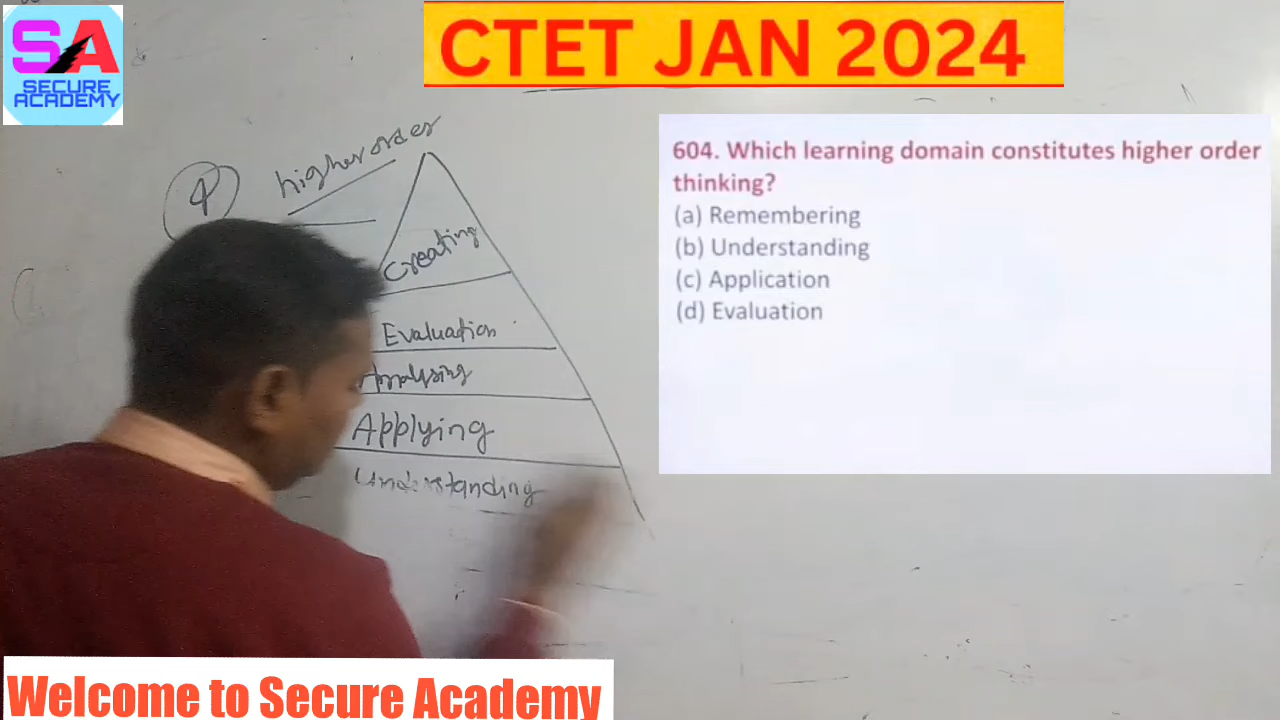 SA
SECURE
ACADEMY
CTET JAN 2024
higher order
Creating
Evaluation
Analysing
Applying
Understanding
604. Which learning domain constitutes higher order
thinking?
(a) Remembering
(b) Understanding
(c) Application
(d) Evaluation
Welcome to Secure Academy